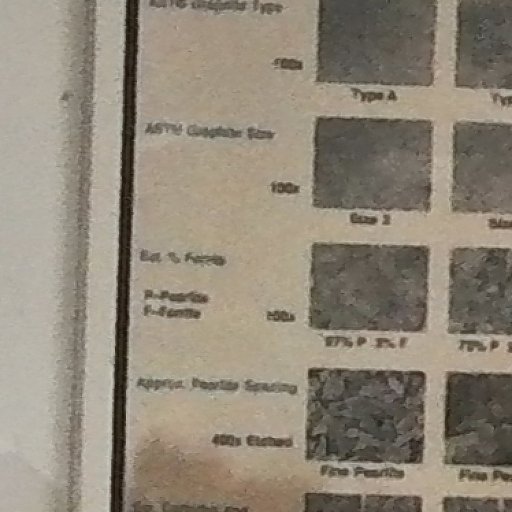 ASTM Graphite Type
100x
Type A
ASTM Graphite Size
100x
Size 3
Est. % Ferrite
P-Pearlite
F-Ferrite
100x
97% P 3% F
Approx. Pearlite Spacing
400x Etched
Fine Pearlite
Fine